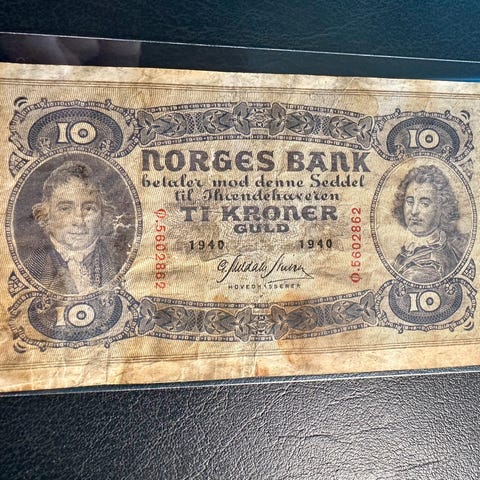 10 10
NORGES BANK
betaler mod denne Seddel
til Ihændehaveren
TI KRONER
GULD
1940 1940
Φ.5602862
Φ.5602862
HOVEDKASSERER
10 10